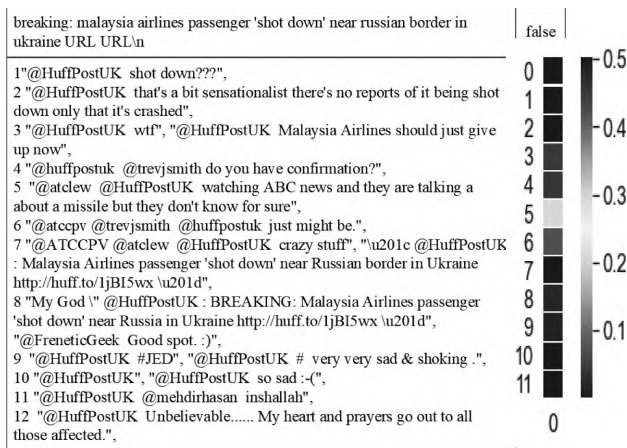 breaking: malaysia airlines passenger 'shot down' near russian border in
ukraine URL URL\n
false
1"@HuffPostUK shot down???",
2 "@HuffPostUK that's a bit sensationalist there's no reports of it being shot
down only that it's crashed",
3 "@HuffPostUK wtf", "@HuffPostUK Malaysia Airlines should just give
up now",
4 "@huffpostuk @trevjsmith do you have confirmation?",
5 "@atclew @HuffPostUK watching ABC news and they are talking a
about a missile but they don't know for sure",
6 "@atccpv @trevjsmith @huffpostuk just might be.",
7 "@ATCCPV @atclew @HuffPostUK crazy stuff", "\u201c @HuffPostUK
: Malaysia Airlines passenger 'shot down' near Russian border in Ukraine
http://huff.to/1jBI5wx \u201d",
8 "My God \" @HuffPostUK : BREAKING: Malaysia Airlines passenger
'shot down' near Russia in Ukraine http://huff.to/1jBI5wx \u201d",
"@FreneticGeek Good spot. :)",
9 "@HuffPostUK #JED", "@HuffPostUK # very very sad & shoking .",
10 "@HuffPostUK", "@HuffPostUK so sad :-(",
11 "@HuffPostUK @mehdirhasan inshallah",
12 "@HuffPostUK Unbelievable...... My heart and prayers go out to all
those affected.",
0
1
2
3
4
5
6
7
8
9
10
11
0
0.5
0.4
0.3
0.2
0.1